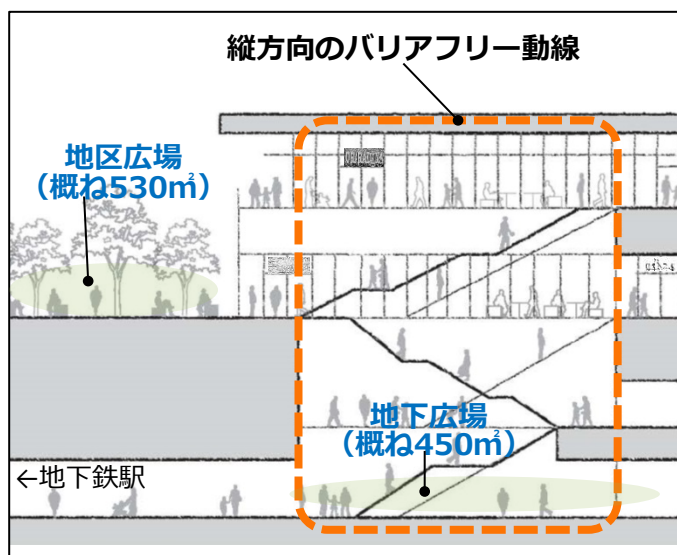 縦方向のバリアフリー動線
地区広場
（概ね530㎡）
地下広場
（概ね450㎡）
←地下鉄駅